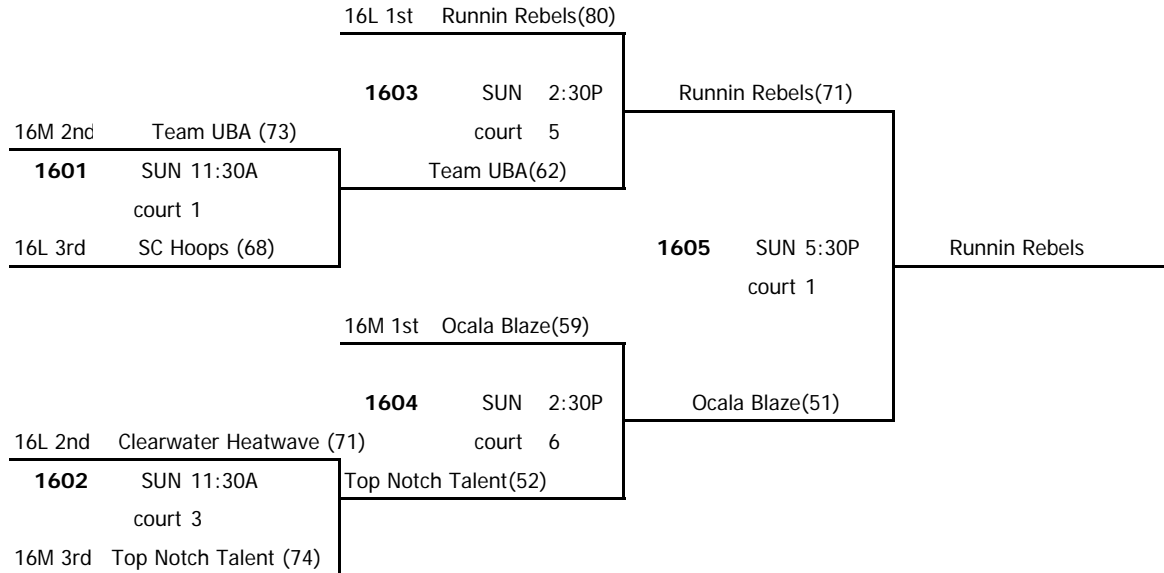 16L 1st Runnin Rebels(80)
1603 SUN 2:30P Runnin Rebels(71)
16M 2nd Team UBA (73) court 5
1601 SUN 11:30A Team UBA(62)
court 1
16L 3rd SC Hoops (68) 1605 SUN 5:30P Runnin Rebels
court 1
16M 1st Ocala Blaze(59)
1604 SUN 2:30P Ocala Blaze(51)
16L 2nd Clearwater Heatwave (71) court 6
1602 SUN 11:30A Top Notch Talent(52)
court 3
16M 3rd Top Notch Talent (74)